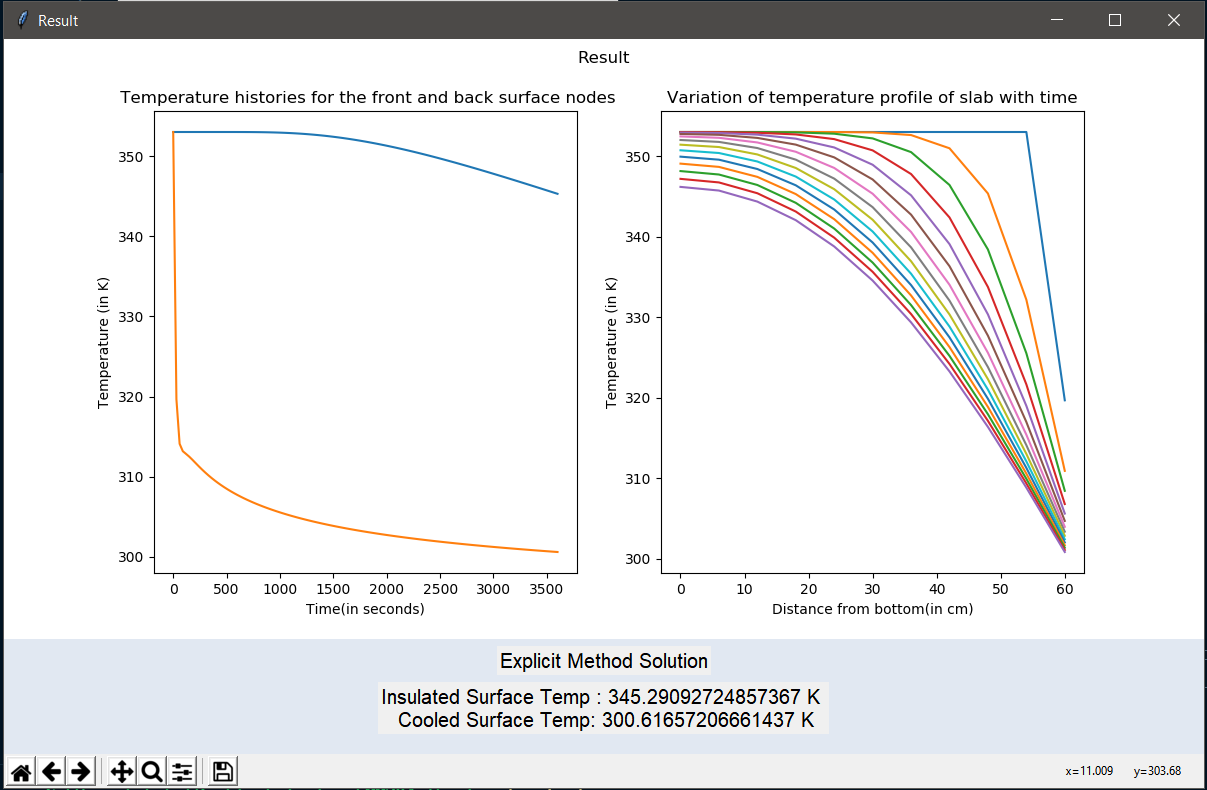 Result
Result
Temperature histories for the front and back surface nodes
Temperature (in K)
350
340
330
320
310
300
0 500 1000 1500 2000 2500 3000 3500
Time(in seconds)
Variation of temperature profile of slab with time
Temperature (in K)
350
340
330
320
310
300
0 10 20 30 40 50 60
Distance from bottom(in cm)
Explicit Method Solution
Insulated Surface Temp : 345.29092724857367 K
Cooled Surface Temp: 300.61657206661437 K
x=11.009 y=303.68